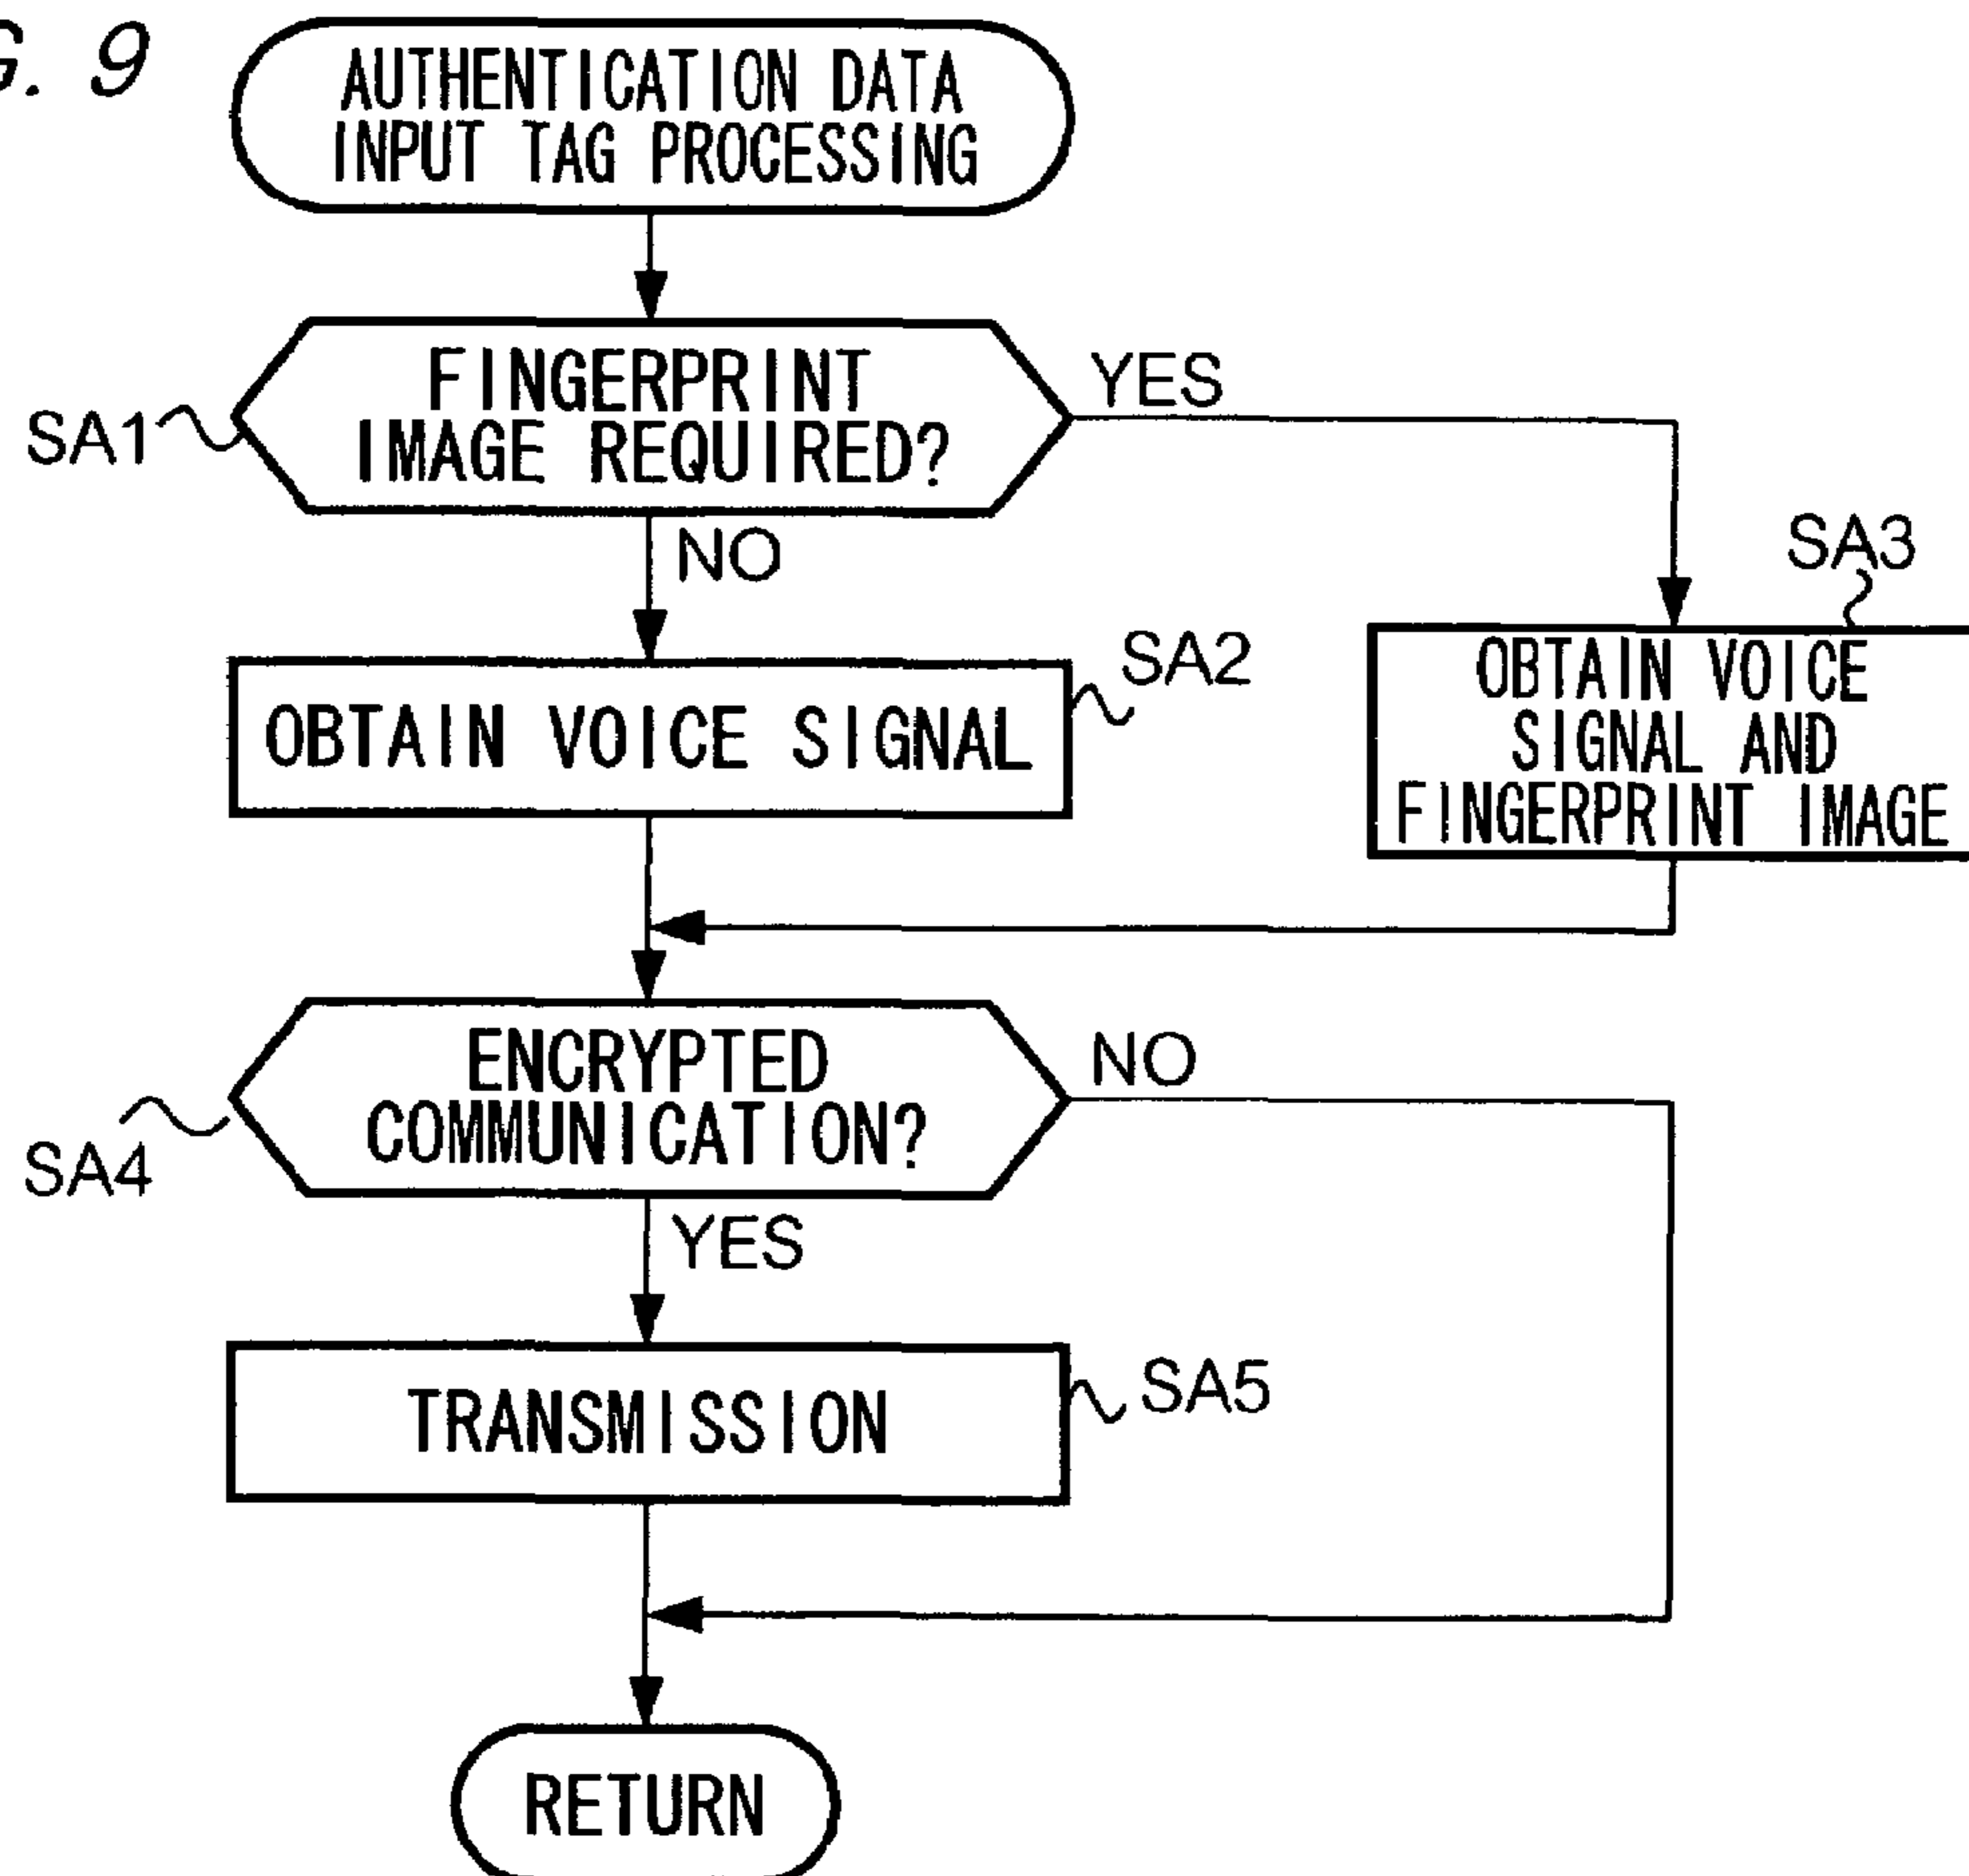 G. 9
AUTHENTICATION DATA
INPUT TAG PROCESSING
FINGERPRINT
IMAGE REQUIRED?
YES
SA1
NO
SA3
OBTAIN VOICE SIGNAL
SA2
OBTAIN VOICE
SIGNAL AND
FINGERPRINT IMAGE
ENCRYPTED
COMMUNICATION?
NO
SA4
YES
TRANSMISSION
SA5
RETURN